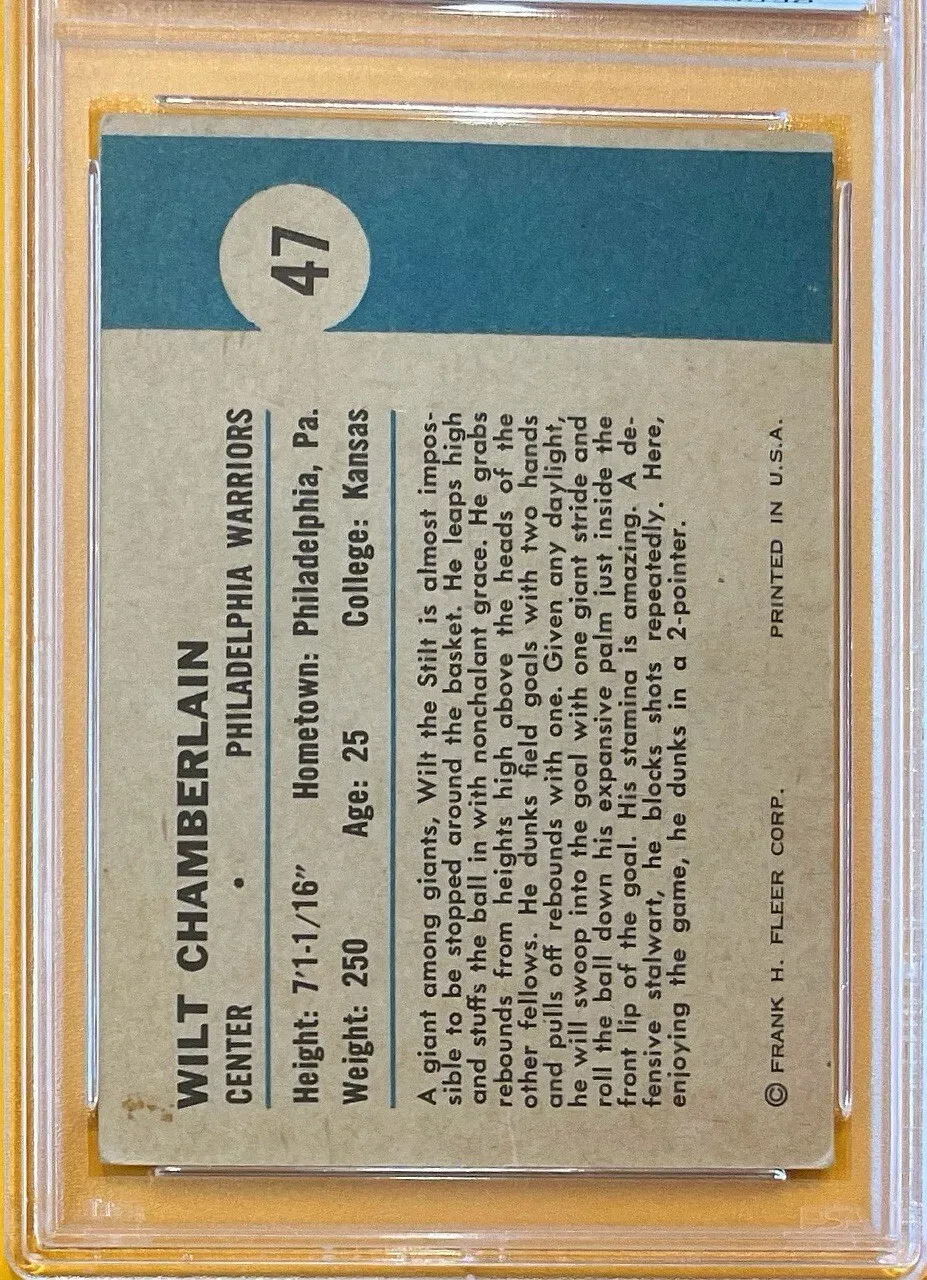 47
WILT CHAMBERLAIN
CENTER • PHILADELPHIA WARRIORS
Height: 7'1-1/16” Hometown: Philadelphia, Pa.
Weight: 250 Age: 25 College: Kansas
A giant among giants, Wilt the Stilt is almost impos-
sible to be stopped around the basket. He leaps high
and stuffs the ball in with nonchalant grace. He grabs
rebounds from heights high above the heads of the
other fellows. He dunks field goals with two hands
and pulls off rebounds with one. Given any daylight,
he will swoop into the goal with one giant stride and
roll the ball down his expansive palm just inside the
front lip of the goal. His stamina is amazing. A de-
fensive stalwart, he blocks shots repeatedly. Here,
enjoying the game, he dunks in a 2-pointer.
© FRANK H. FLEER CORP. PRINTED IN U.S.A.